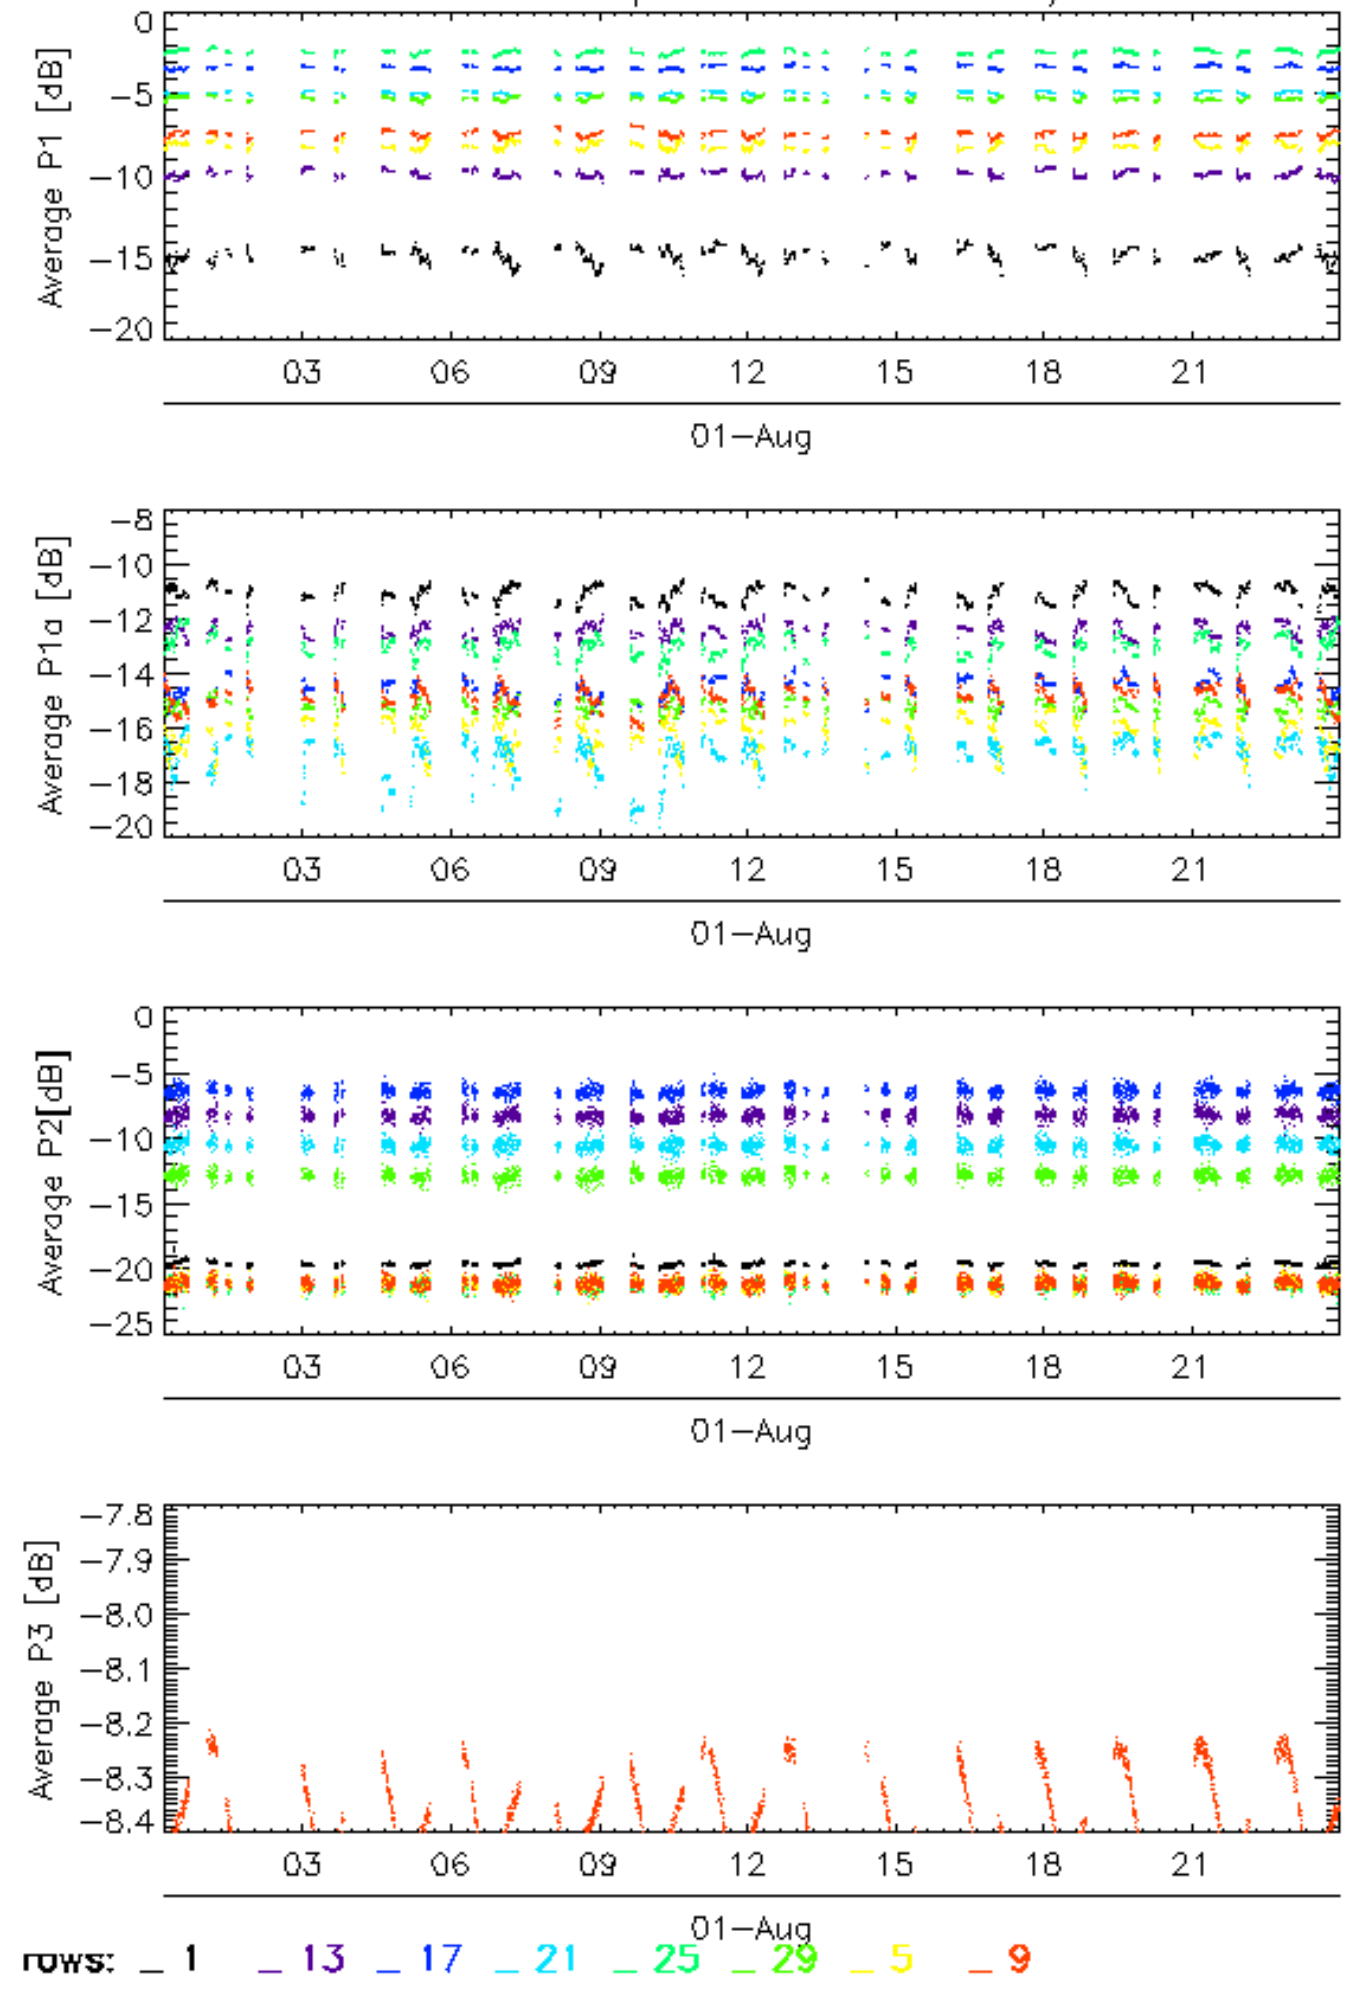 0
−5
−10
−15
−20
Average P1 [dB]
03 06 09 12 15 18 21
01−Aug
−8
−10
−12
−14
−16
−18
−20
Average P1a [dB]
03 06 09 12 15 18 21
01−Aug
0
−5
−10
−15
−20
−25
Average P2[dB]
03 06 09 12 15 18 21
01−Aug
−7.8
−7.9
−8.0
−8.1
−8.2
−8.3
−8.4
Average P3 [dB]
03 06 09 12 15 18 21
01−Aug
rows: _ 1 _ 13 _ 17 _ 21 _ 25 _ 29 _ 5 _ 9